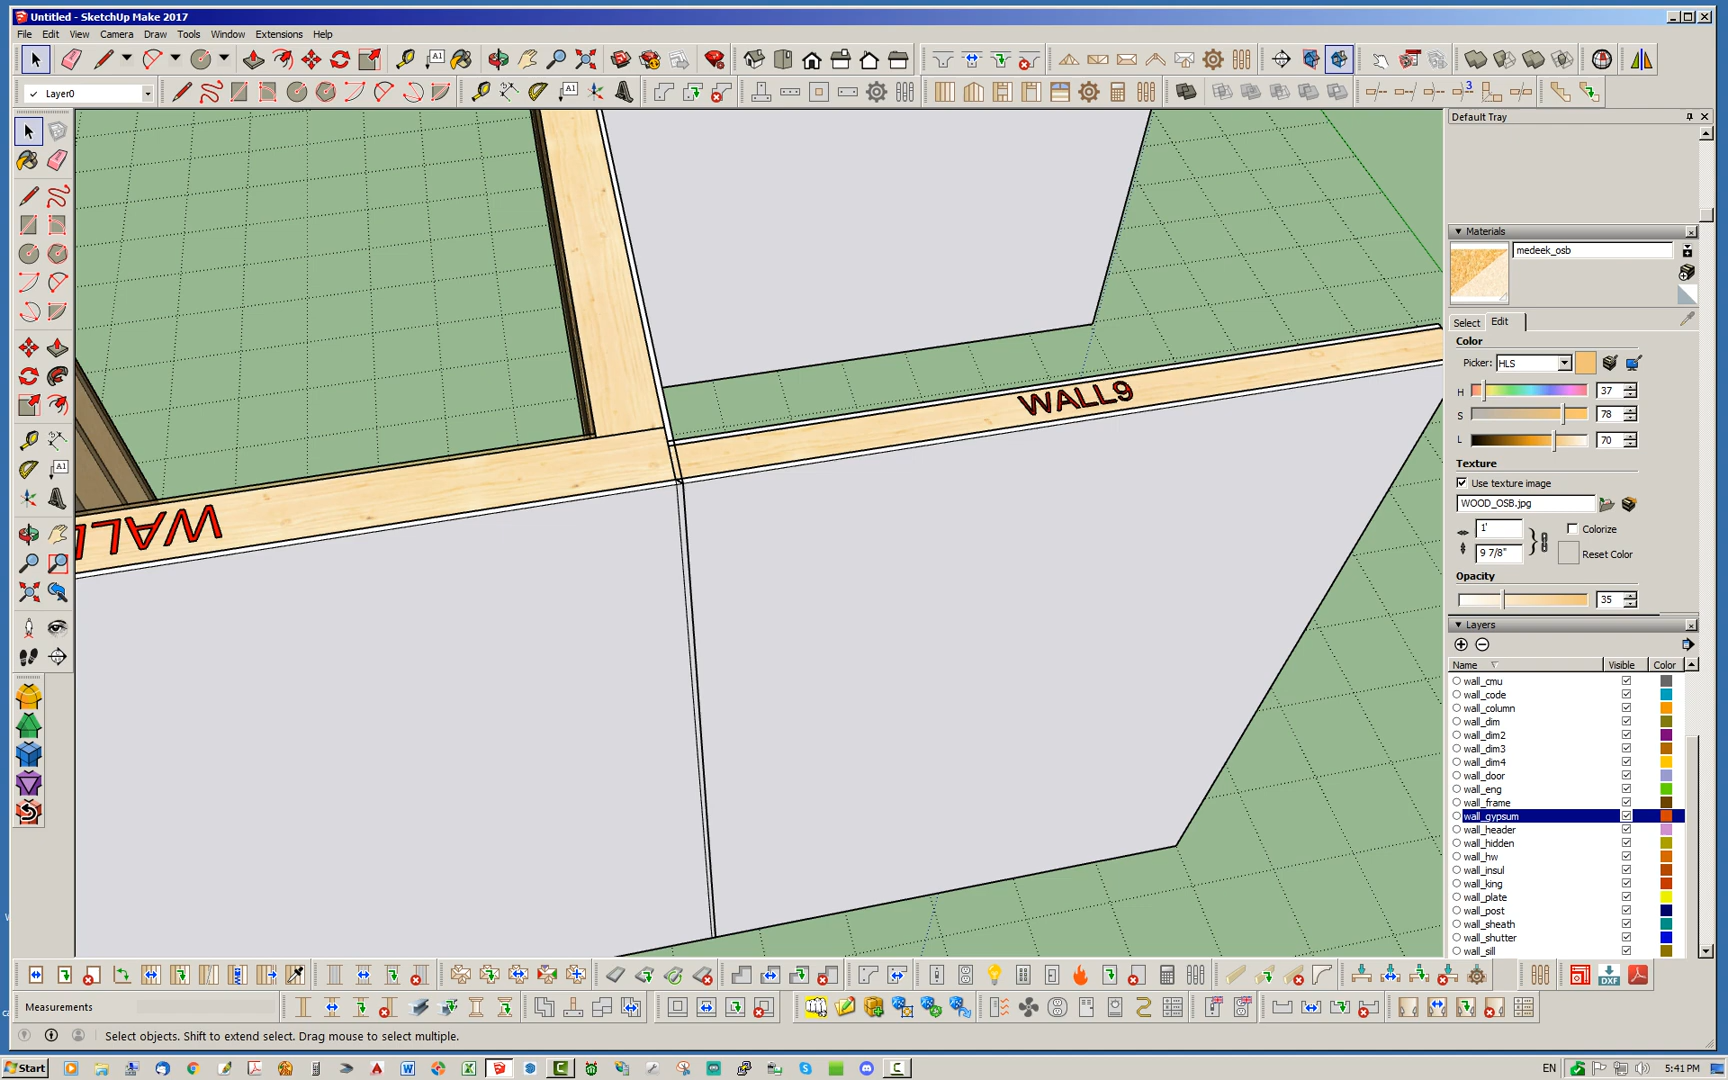 Untitled - SketchUp Make 2017
File Edit View Camera Draw Tools Window Extensions Help
Layer0
Default Tray
Materials
medeek_osb
Select Edit
Color
Picker: HLS
H 37
S 78
L 70
Texture
Use texture image
WOOD_OSB.jpg
1'
Colorize
9 7/8"
Reset Color
Opacity
35
Layers
Name Visible Color
wall_cmu
wall_code
wall_column
wall_dim
wall_dim2
wall_dim3
wall_dim4
wall_door
wall_eng
wall_frame
wall_gypsum
wall_header
wall_hidden
wall_hw
wall_insul
wall_king
wall_plate
wall_post
wall_sheath
wall_shutter
wall_sill
WALL9
WALL
DXF
Measurements
Select objects. Shift to extend select. Drag mouse to select multiple.
Start
EN
5:41 PM